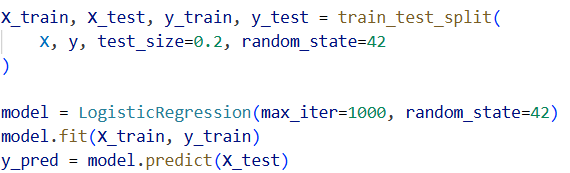 X_train, X_test, y_train, y_test = train_test_split(
    X, y, test_size=0.2, random_state=42
)

model = LogisticRegression(max_iter=1000, random_state=42)
model.fit(X_train, y_train)
y_pred = model.predict(X_test)